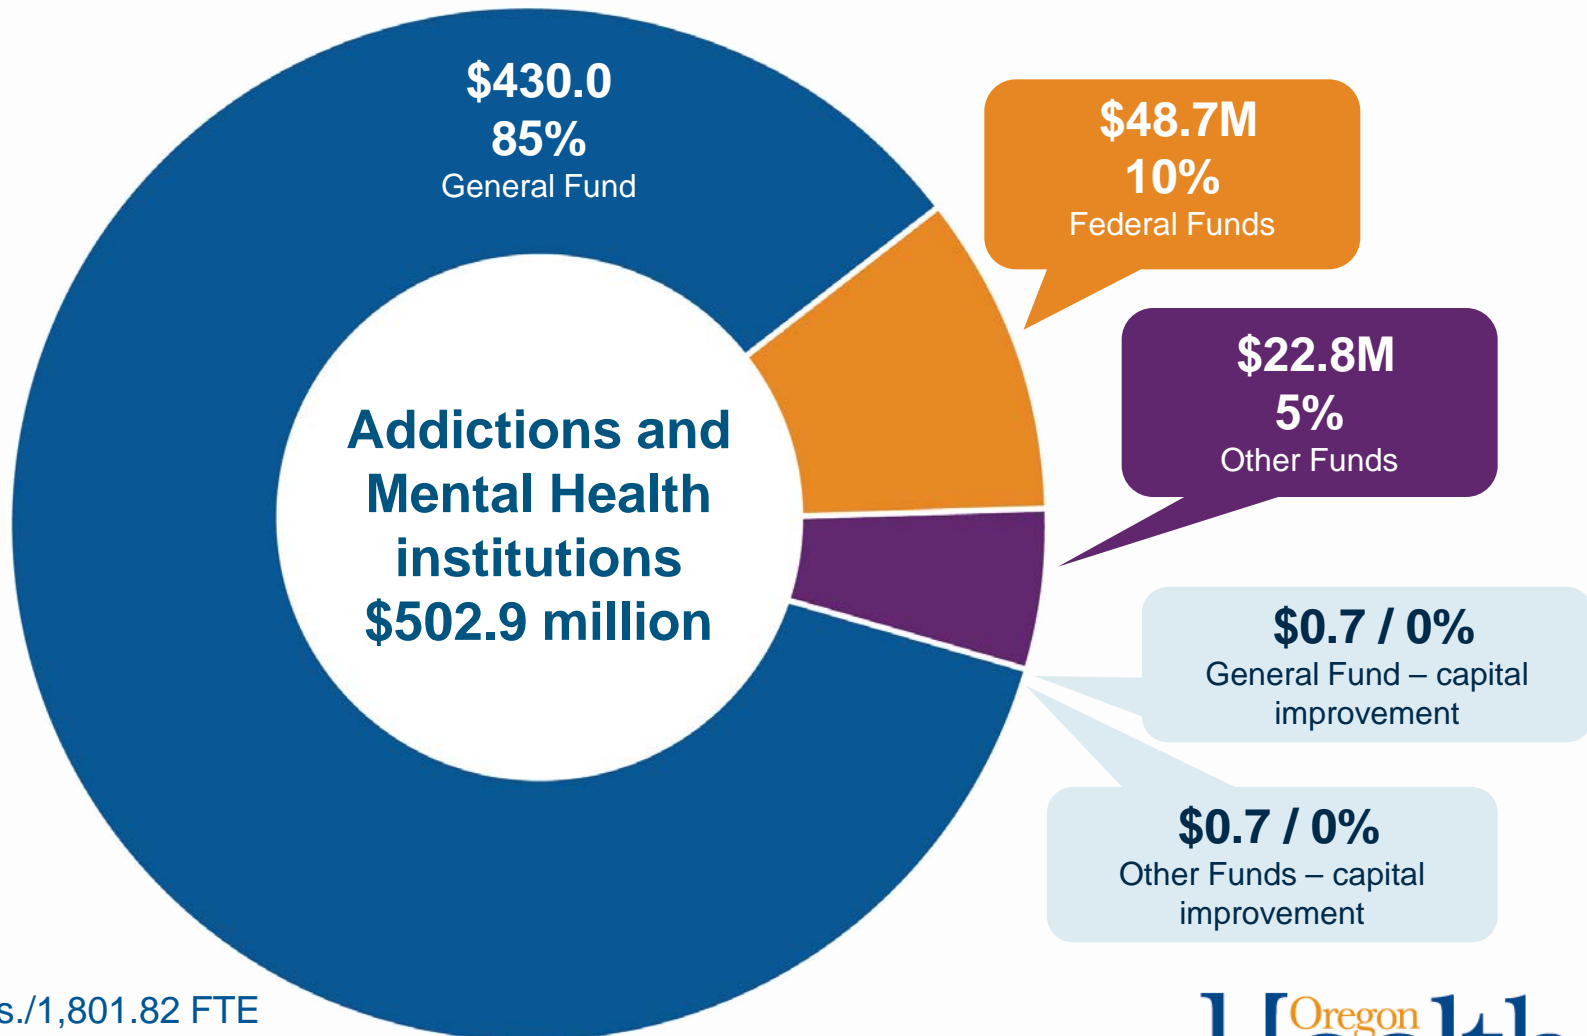 $430.0
85%
General Fund
$48.7M
10%
Federal Funds
$22.8M
5%
Other Funds
Addictions and
Mental Health
institutions
$502.9 million
$0.7 / 0%
General Fund – capital
improvement
$0.7 / 0%
Other Funds – capital
improvement
s./1,801.82 FTE
Oregon